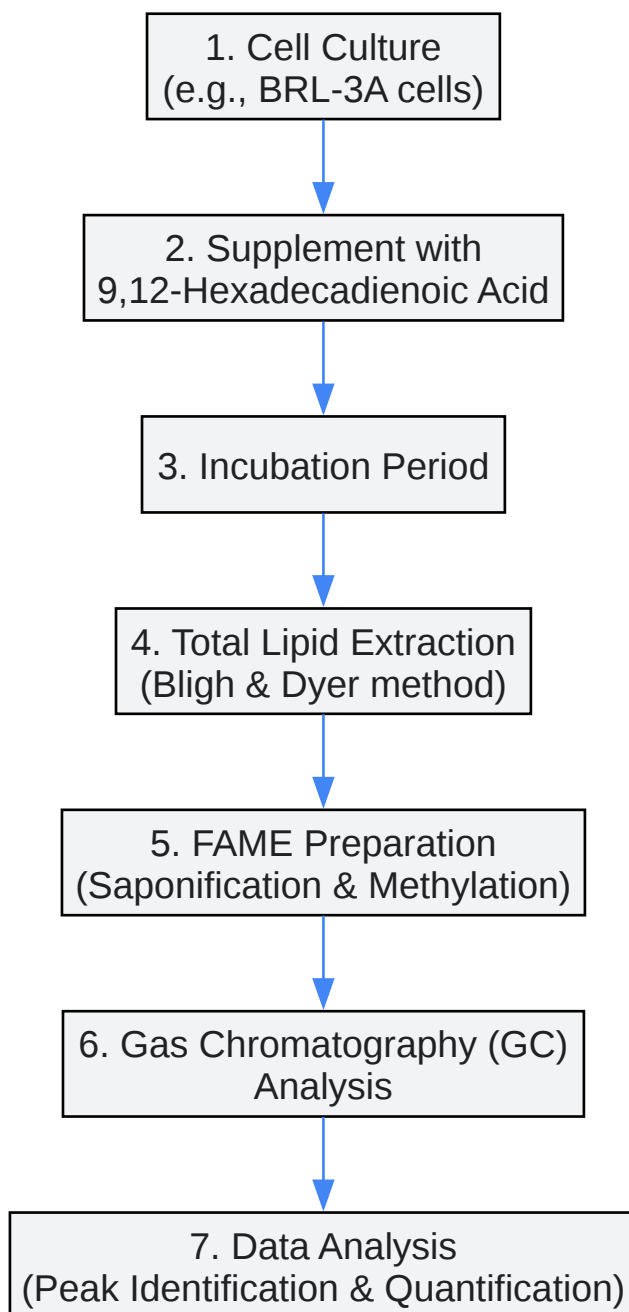 1. Cell Culture
(e.g., BRL-3A cells)
2. Supplement with
9,12-Hexadecadienoic Acid
3. Incubation Period
4. Total Lipid Extraction
(Bligh & Dyer method)
5. FAME Preparation
(Saponification & Methylation)
6. Gas Chromatography (GC)
Analysis
7. Data Analysis
(Peak Identification & Quantification)